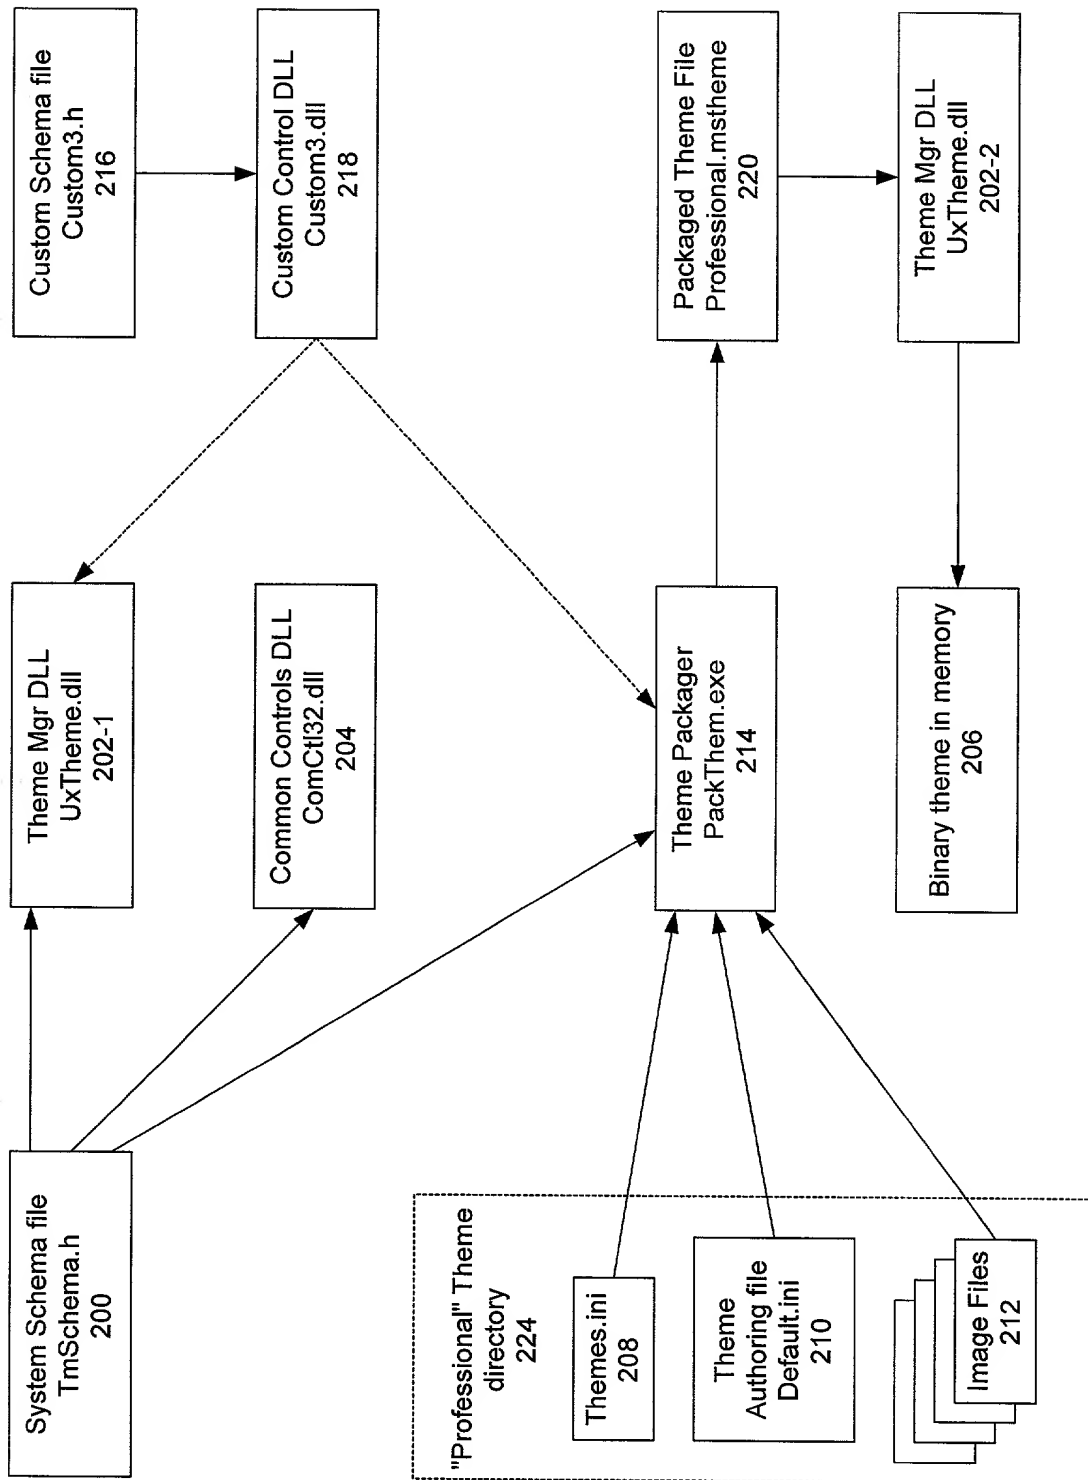 System Schema file
TmSchema.h
200
Theme Mgr DLL
UxTheme.dll
202-1
Custom Schema file
Custom3.h
216
Common Controls DLL
ComCtl32.dll
204
Custom Control DLL
Custom3.dll
218
"Professional" Theme
directory
224
Themes.ini
208
Theme
Authoring file
Default.ini
210
Image Files
212
Theme Packager
PackThem.exe
214
Packaged Theme File
Professional.mstheme
220
Binary theme in memory
206
Theme Mgr DLL
UxTheme.dll
202-2